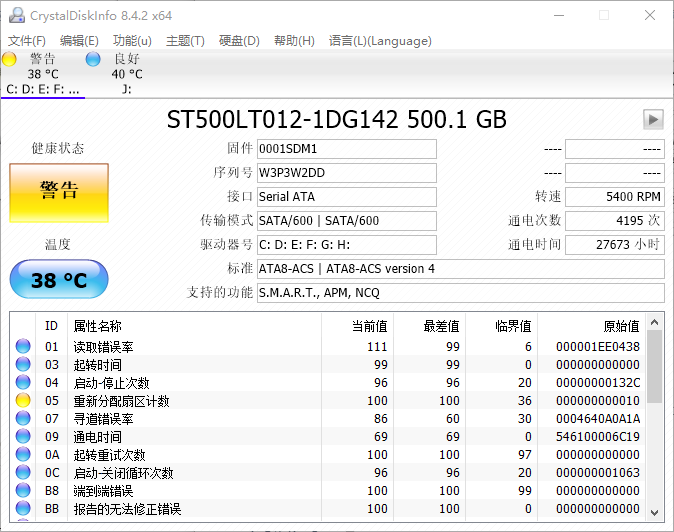 CrystalDiskInfo 8.4.2 x64
文件(F) 编辑(E) 功能(u) 主题(T) 硬盘(D) 帮助(H) 语言(L)(Language)
警告 良好
38 °C 40 °C
C: D: E: F: ... J:
ST500LT012-1DG142 500.1 GB
健康状态 固件 0001SDM1 ---- ----
序列号 W3P3W2DD ---- ----
警告 接口 Serial ATA 转速 5400 RPM
传输模式 SATA/600 | SATA/600 通电次数 4195 次
温度 驱动器号 C: D: E: F: G: H: 通电时间 27673 小时
38 °C 标准 ATA8-ACS | ATA8-ACS version 4
支持的功能 S.M.A.R.T., APM, NCQ
ID 属性名称 当前值 最差值 临界值 原始值
01 读取错误率 111 99 6 000001EE0438
03 起转时间 99 99 0 000000000000
04 启动-停止次数 96 96 20 00000000132C
05 重新分配扇区计数 100 100 36 000000000010
07 寻道错误率 86 60 30 0004640A0A1A
09 通电时间 69 69 0 546100006C19
0A 起转重试次数 100 100 97 000000000000
0C 启动-关闭循环次数 96 96 20 000000001063
B8 端到端错误 100 100 99 000000000000
BB 报告的无法修正错误 100 100 0 000000000000